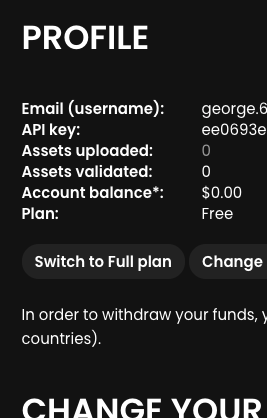 PROFILE
Email (username): george.6
API key: ee0693e
Assets uploaded: 0
Assets validated: 0
Account balance*: $0.00
Plan: Free
Switch to Full plan Change
In order to withdraw your funds, y
countries).
CHANGE YOUR